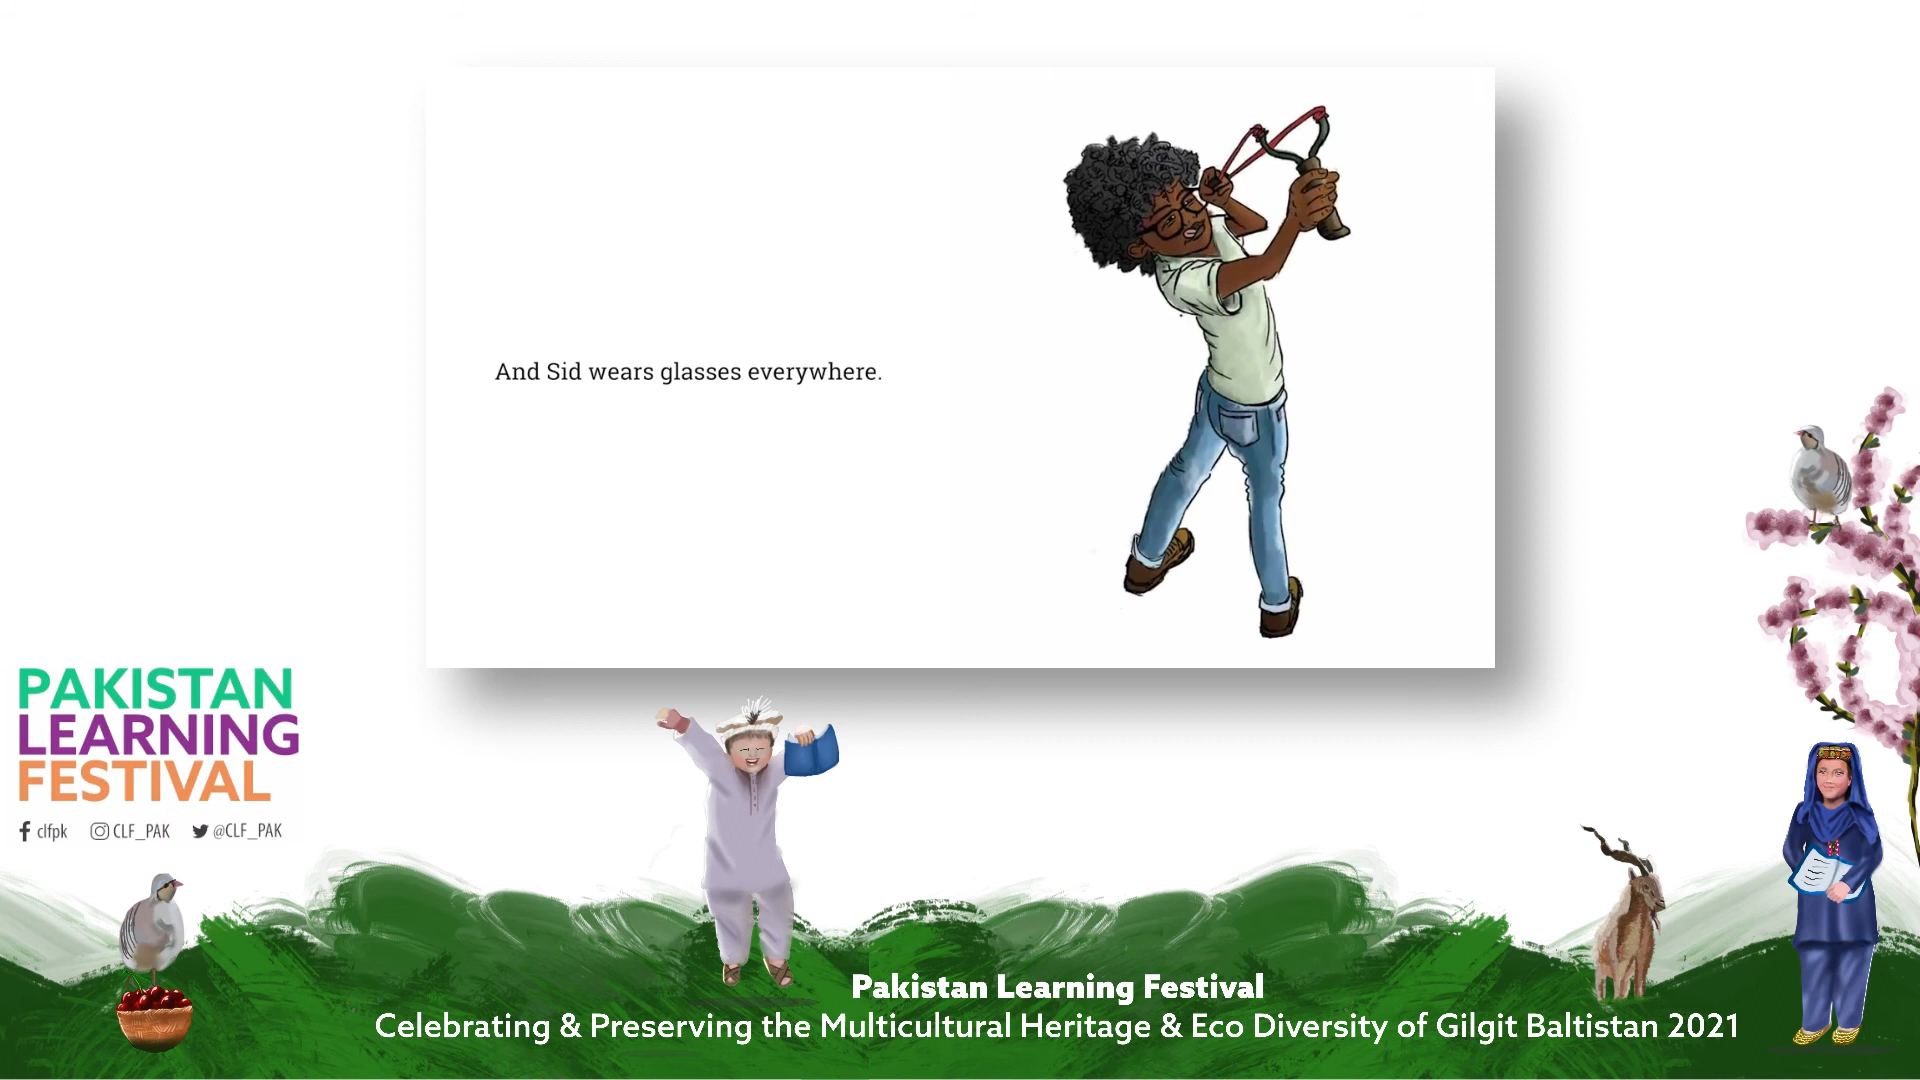 And Sid wears glasses everywhere.
PAKISTAN
LEARNING
FESTIVAL
clfpk CLF_PAK @CLF_PAK
Pakistan Learning Festival
Celebrating & Preserving the Multicultural Heritage & Eco Diversity of Gilgit Baltistan 2021